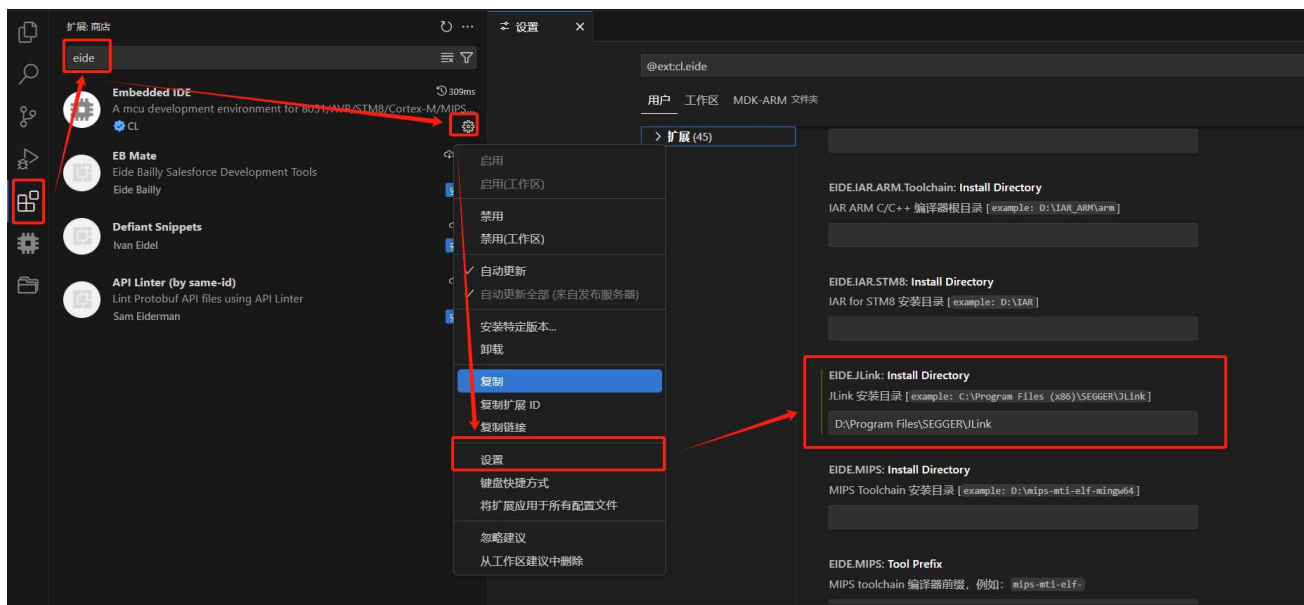 扩展: 商店
eide
Embedded IDE
309ms
A mcu development environment for 8051/AVR/STM8/Cortex-M/MIPS...
CL
EB Mate
Eide Bailly Salesforce Development Tools
Eide Bailly
Defiant Snippets
Ivan Eidel
API Linter (by same-id)
Lint Protobuf API files using API Linter
Sam Eiderman
启用
启用(工作区)
禁用
禁用(工作区)
自动更新
自动更新全部 (来自发布服务器)
安装特定版本...
卸载
复制
复制扩展 ID
复制链接
设置
键盘快捷方式
将扩展应用于所有配置文件
忽略建议
从工作区建议中删除
设置
@ext:cl.eide
用户 工作区 MDK-ARM 文件夹
扩展 (45)
EIDE.IAR.ARM.Toolchain: Install Directory
IAR ARM C/C++ 编译器根目录 [example: D:\IAR_ARM\arm]
EIDE.IAR.STM8: Install Directory
IAR for STM8 安装目录 [example: D:\IAR]
EIDE.JLink: Install Directory
JLink 安装目录 [example: C:\Program Files (x86)\SEGGER\JLink]
D:\Program Files\SEGGER\JLink
EIDE.MIPS: Install Directory
MIPS Toolchain 安装目录 [example: D:\mips-mti-elf-mingw64]
EIDE.MIPS: Tool Prefix
MIPS toolchain 编译器前缀，例如： mips-mti-elf-